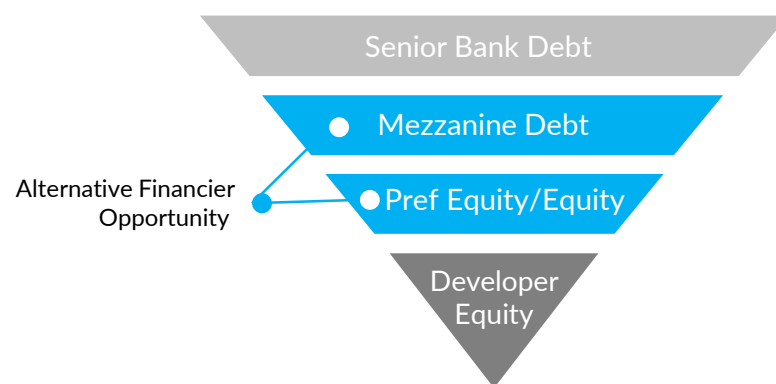 Senior Bank Debt
Mezzanine Debt
Alternative Financier
Opportunity
Pref Equity/Equity
Developer
Equity